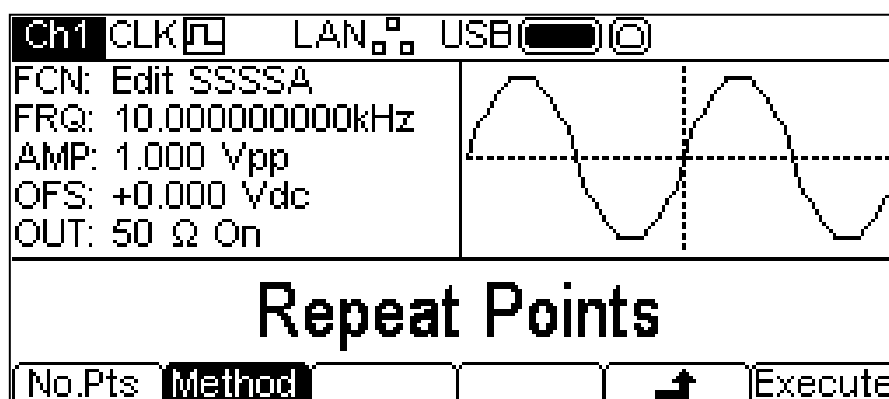 Ch1 CLK LAN USB
FCN: Edit SSSSA
FRQ: 10.000000000kHz
AMP: 1.000 Vpp
OFS: +0.000 Vdc
OUT: 50 Ω On
Repeat Points
No.Pts Method Execute